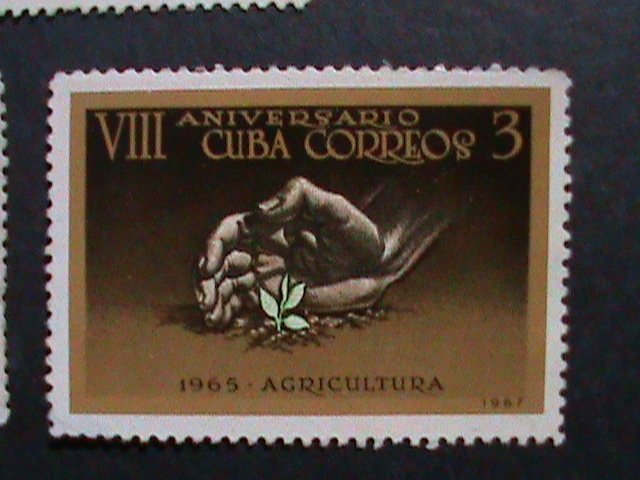 ANIVERSARIO
VIII CUBA CORREOS 3
1965 · AGRICULTURA
1967